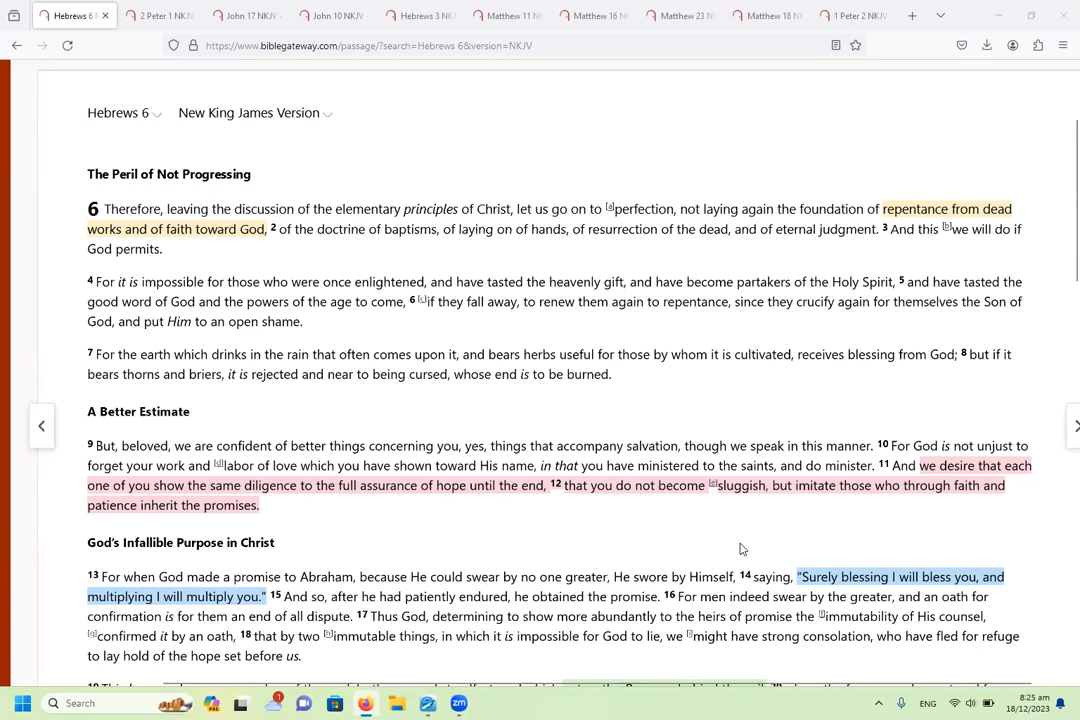 Hebrews 6
2 Peter 1 NKJV
John 17 NKJV
John 10 NKJV
Hebrews 3 NKJV
Matthew 11 NK
Matthew 16 NK
Matthew 23 NK
Matthew 18 NK
1 Peter 2 NKJV
https://www.biblegateway.com/passage/?search=Hebrews 6&version=NKJV
Hebrews 6 New King James Version
The Peril of Not Progressing
6 Therefore, leaving the discussion of the elementary principles of Christ, let us go on to [a]perfection, not laying again the foundation of repentance from dead
works and of faith toward God, 2 of the doctrine of baptisms, of laying on of hands, of resurrection of the dead, and of eternal judgment. 3 And this [b]we will do if
God permits.
4 For it is impossible for those who were once enlightened, and have tasted the heavenly gift, and have become partakers of the Holy Spirit, 5 and have tasted the
good word of God and the powers of the age to come, 6 [c]if they fall away, to renew them again to repentance, since they crucify again for themselves the Son of
God, and put Him to an open shame.
7 For the earth which drinks in the rain that often comes upon it, and bears herbs useful for those by whom it is cultivated, receives blessing from God; 8 but if it
bears thorns and briers, it is rejected and near to being cursed, whose end is to be burned.
A Better Estimate
9 But, beloved, we are confident of better things concerning you, yes, things that accompany salvation, though we speak in this manner. 10 For God is not unjust to
forget your work and [d]labor of love which you have shown toward His name, in that you have ministered to the saints, and do minister. 11 And we desire that each
one of you show the same diligence to the full assurance of hope until the end, 12 that you do not become [e]sluggish, but imitate those who through faith and
patience inherit the promises.
God's Infallible Purpose in Christ
13 For when God made a promise to Abraham, because He could swear by no one greater, He swore by Himself, 14 saying, “Surely blessing I will bless you, and
multiplying I will multiply you.” 15 And so, after he had patiently endured, he obtained the promise. 16 For men indeed swear by the greater, and an oath for
confirmation is for them an end of all dispute. 17 Thus God, determining to show more abundantly to the heirs of promise the [f]immutability of His counsel,
[g]confirmed it by an oath, 18 that by two [h]immutable things, in which it is impossible for God to lie, we [i]might have strong consolation, who have fled for refuge
to lay hold of the hope set before us.
Search
PRE
1
zm
ENG
8:25 am
18/12/2023